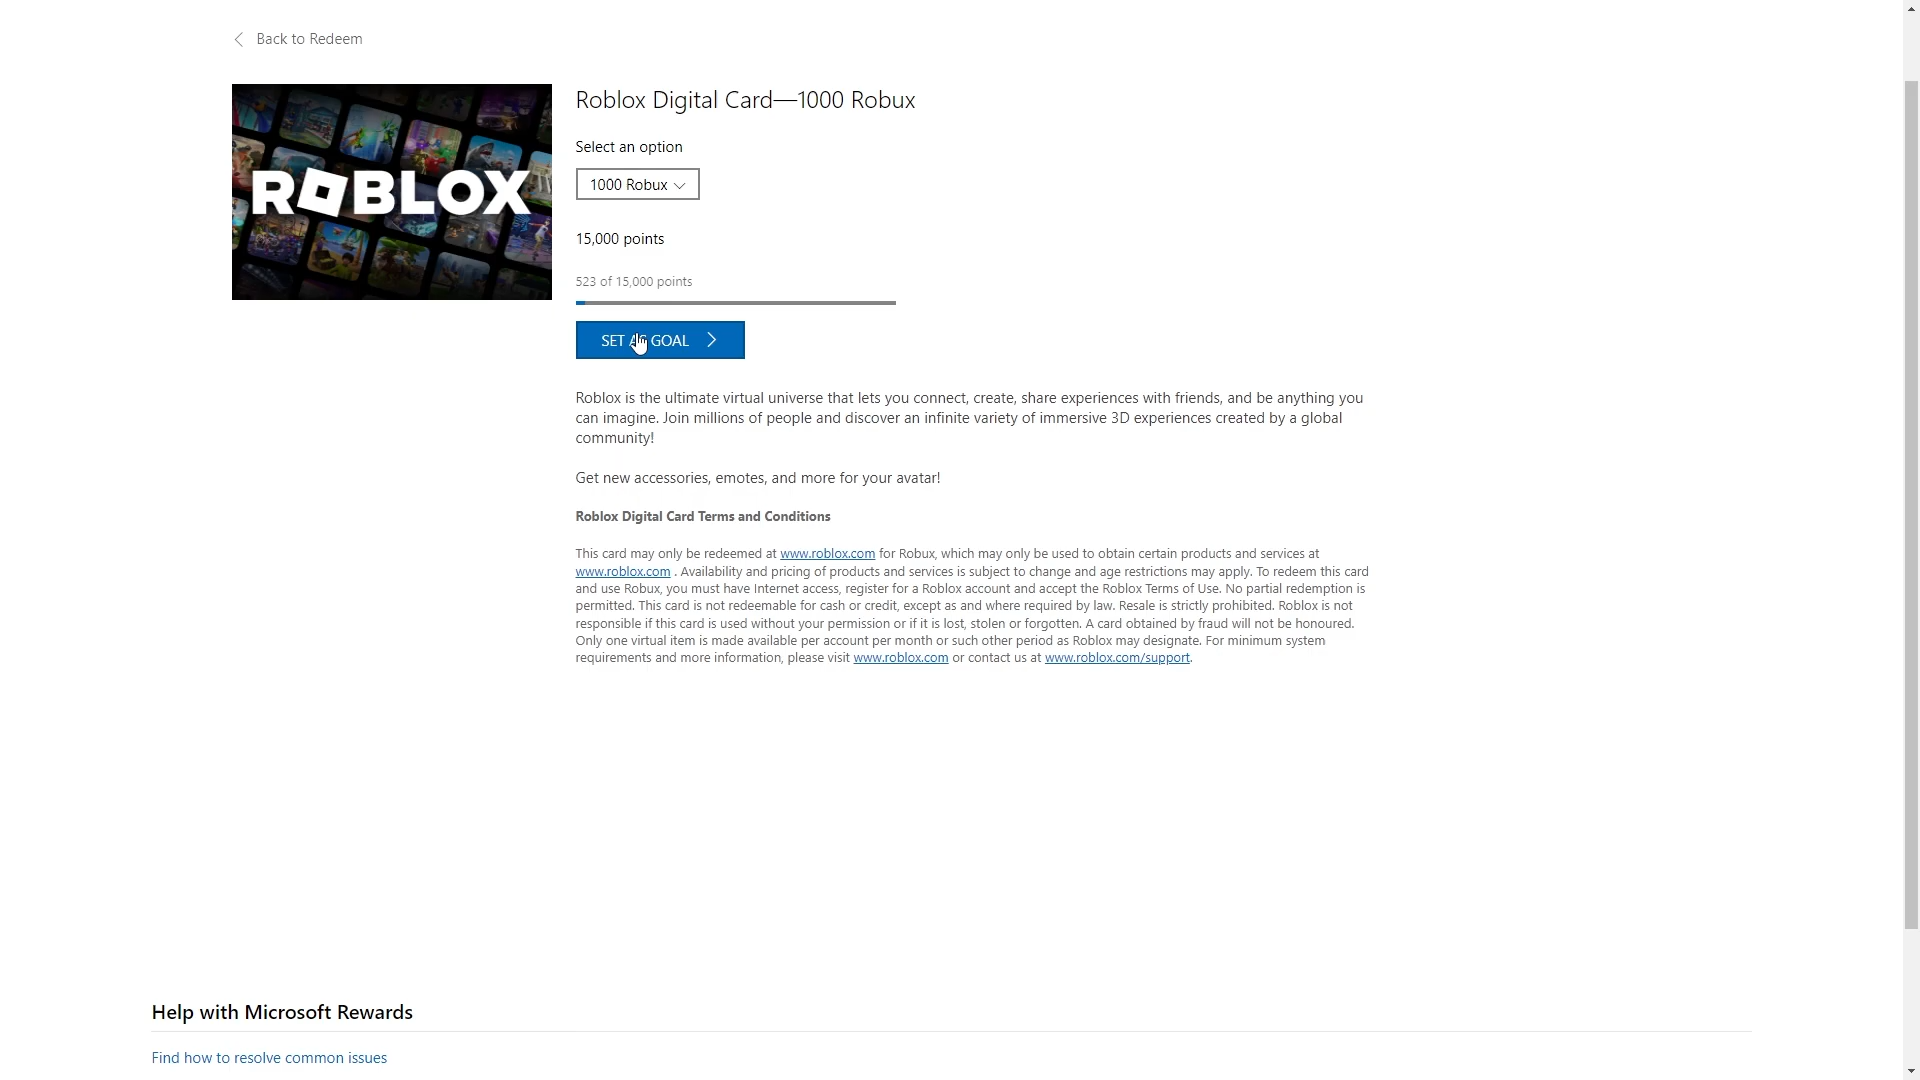 Back to Redeem
ROBLOX
Roblox Digital Card—1000 Robux
Select an option
1000 Robux
15,000 points
523 of 15,000 points
SET AS GOAL
Roblox is the ultimate virtual universe that lets you connect, create, share experiences with friends, and be anything you
can imagine. Join millions of people and discover an infinite variety of immersive 3D experiences created by a global
community!
Get new accessories, emotes, and more for your avatar!
Roblox Digital Card Terms and Conditions
This card may only be redeemed at www.roblox.com for Robux, which may only be used to obtain certain products and services at
www.roblox.com . Availability and pricing of products and services is subject to change and age restrictions may apply. To redeem this card
and use Robux, you must have Internet access, register for a Roblox account and accept the Roblox Terms of Use. No partial redemption is
permitted. This card is not redeemable for cash or credit, except as and where required by law. Resale is strictly prohibited. Roblox is not
responsible if this card is used without your permission or if it is lost, stolen or forgotten. A card obtained by fraud will not be honoured.
Only one virtual item is made available per account per month or such other period as Roblox may designate. For minimum system
requirements and more information, please visit www.roblox.com or contact us at www.roblox.com/support.
Help with Microsoft Rewards
Find how to resolve common issues